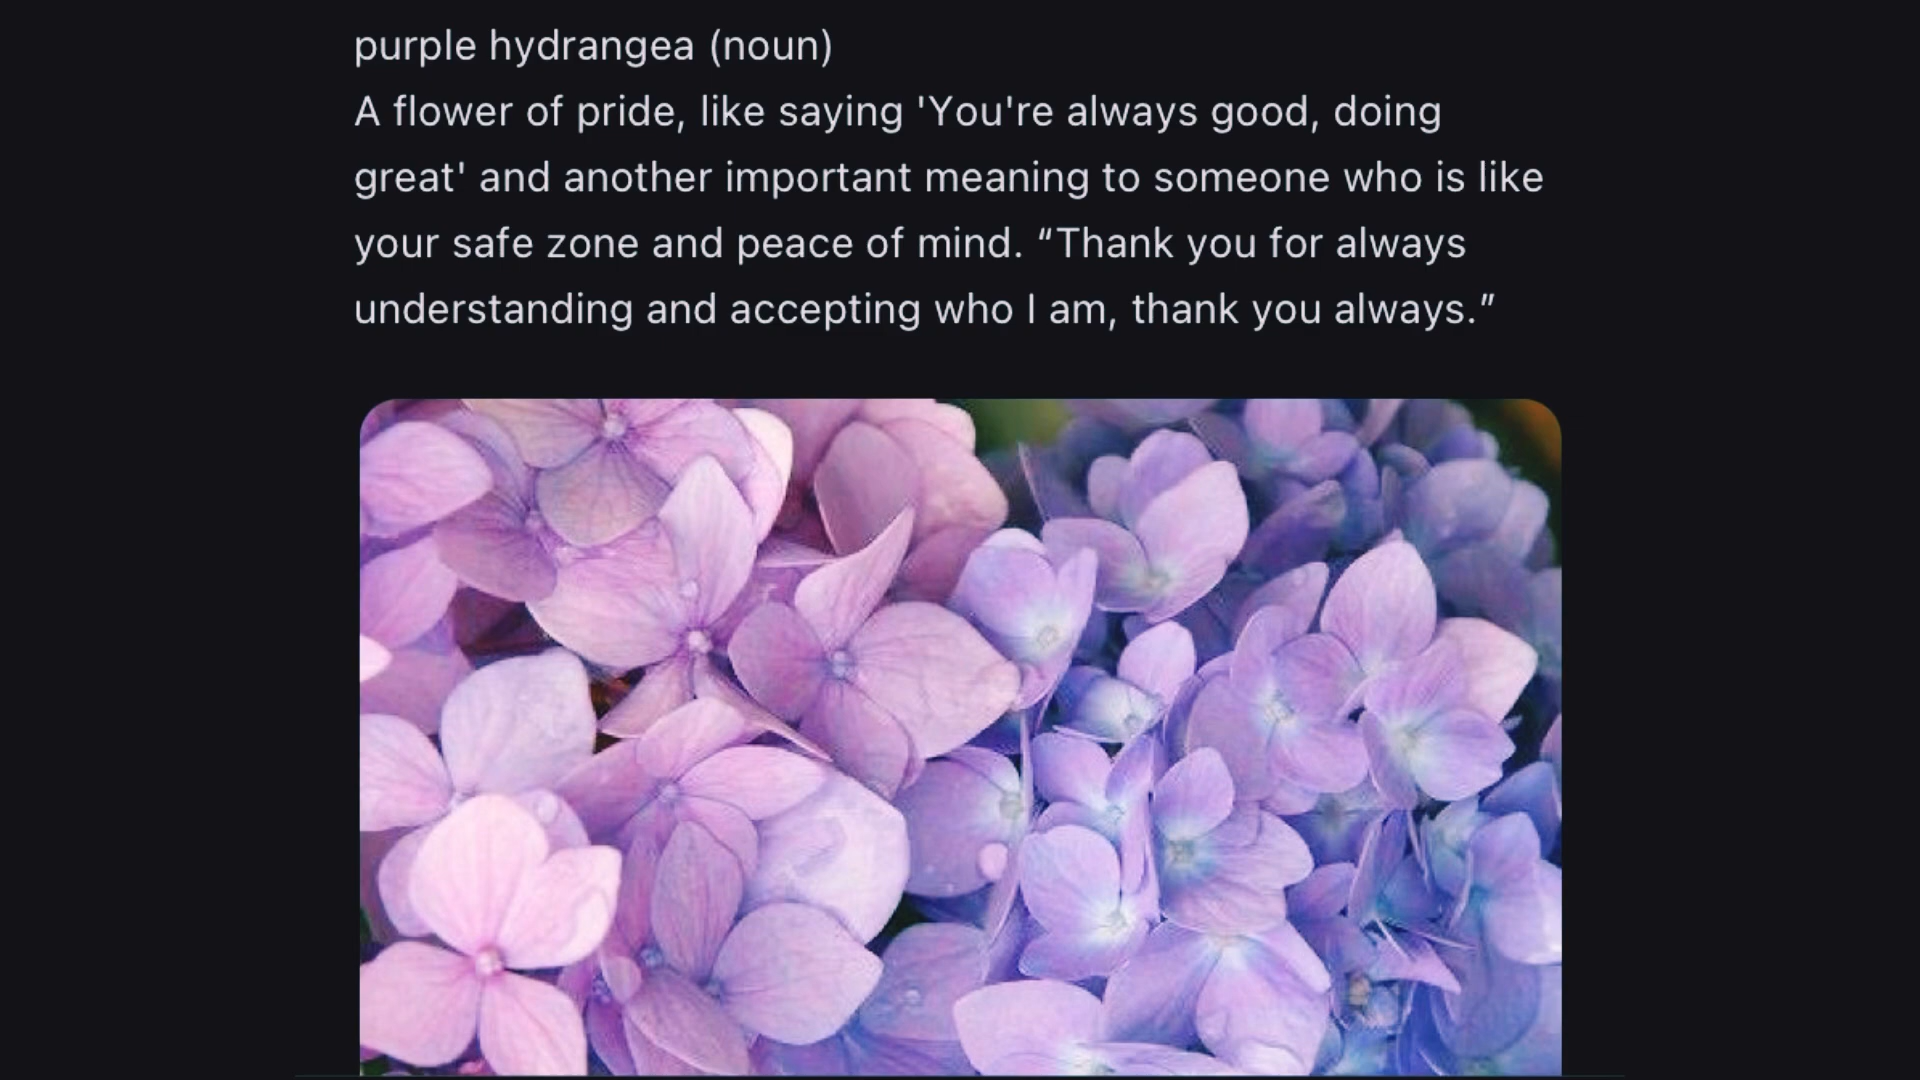 purple hydrangea (noun)
A flower of pride, like saying 'You're always good, doing
great' and another important meaning to someone who is like
your safe zone and peace of mind. “Thank you for always
understanding and accepting who I am, thank you always.”